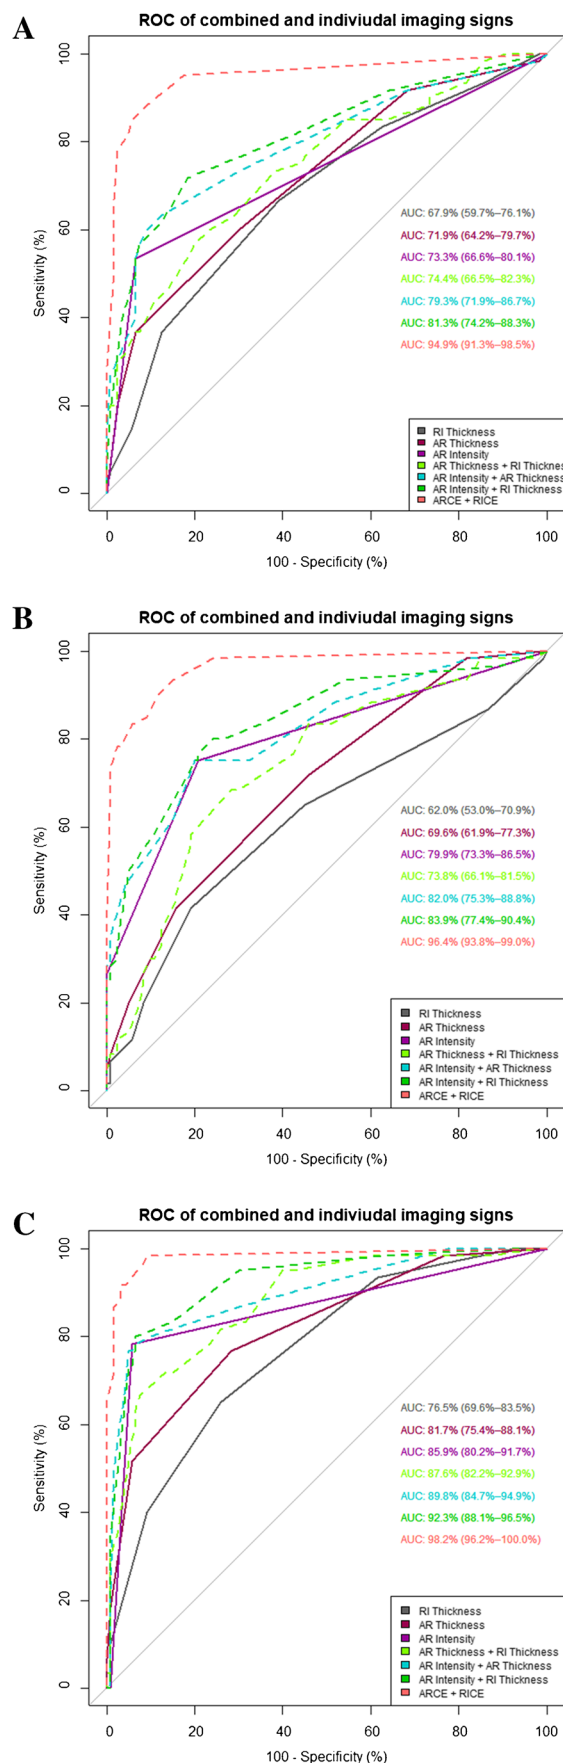 A
ROC of combined and indiviudal imaging signs
100
80
60
40
20
0
Sensitivity (%)
AUC: 67.9% (59.7%–76.1%)
AUC: 71.9% (64.2%–79.7%)
AUC: 73.3% (66.6%–80.1%)
AUC: 74.4% (66.5%–82.3%)
AUC: 79.3% (71.9%–86.7%)
AUC: 81.3% (74.2%–88.3%)
AUC: 94.9% (91.3%–98.5%)
RI Thickness
AR Thickness
AR Intensity
AR Thickness + RI Thicknes
AR Intensity + AR Thickness
AR Intensity + RI Thickness
ARCE + RICE
0 20 40 60 80 100
100 - Specificity (%)
B
ROC of combined and indiviudal imaging signs
100
80
60
40
20
0
Sensitivity (%)
AUC: 62.0% (53.0%–70.9%)
AUC: 69.6% (61.9%–77.3%)
AUC: 79.9% (73.3%–86.5%)
AUC: 73.8% (66.1%–81.5%)
AUC: 82.0% (75.3%–88.8%)
AUC: 83.9% (77.4%–90.4%)
AUC: 96.4% (93.8%–99.0%)
RI Thickness
AR Thickness
AR Intensity
AR Thickness + RI Thickness
AR Intensity + AR Thickness
AR Intensity + RI Thickness
ARCE + RICE
0 20 40 60 80 100
100 - Specificity (%)
C
ROC of combined and indiviudal imaging signs
100
80
60
40
20
0
Sensitivity (%)
AUC: 76.5% (69.6%–83.5%)
AUC: 81.7% (75.4%–88.1%)
AUC: 85.9% (80.2%–91.7%)
AUC: 87.6% (82.2%–92.9%)
AUC: 89.8% (84.7%–94.9%)
AUC: 92.3% (88.1%–96.5%)
AUC: 98.2% (96.2%–100.0%)
RI Thickness
AR Thickness
AR Intensity
AR Thickness + RI Thickness
AR Intensity + AR Thickness
AR Intensity + RI Thickness
ARCE + RICE
0 20 40 60 80 100
100 - Specificity (%)